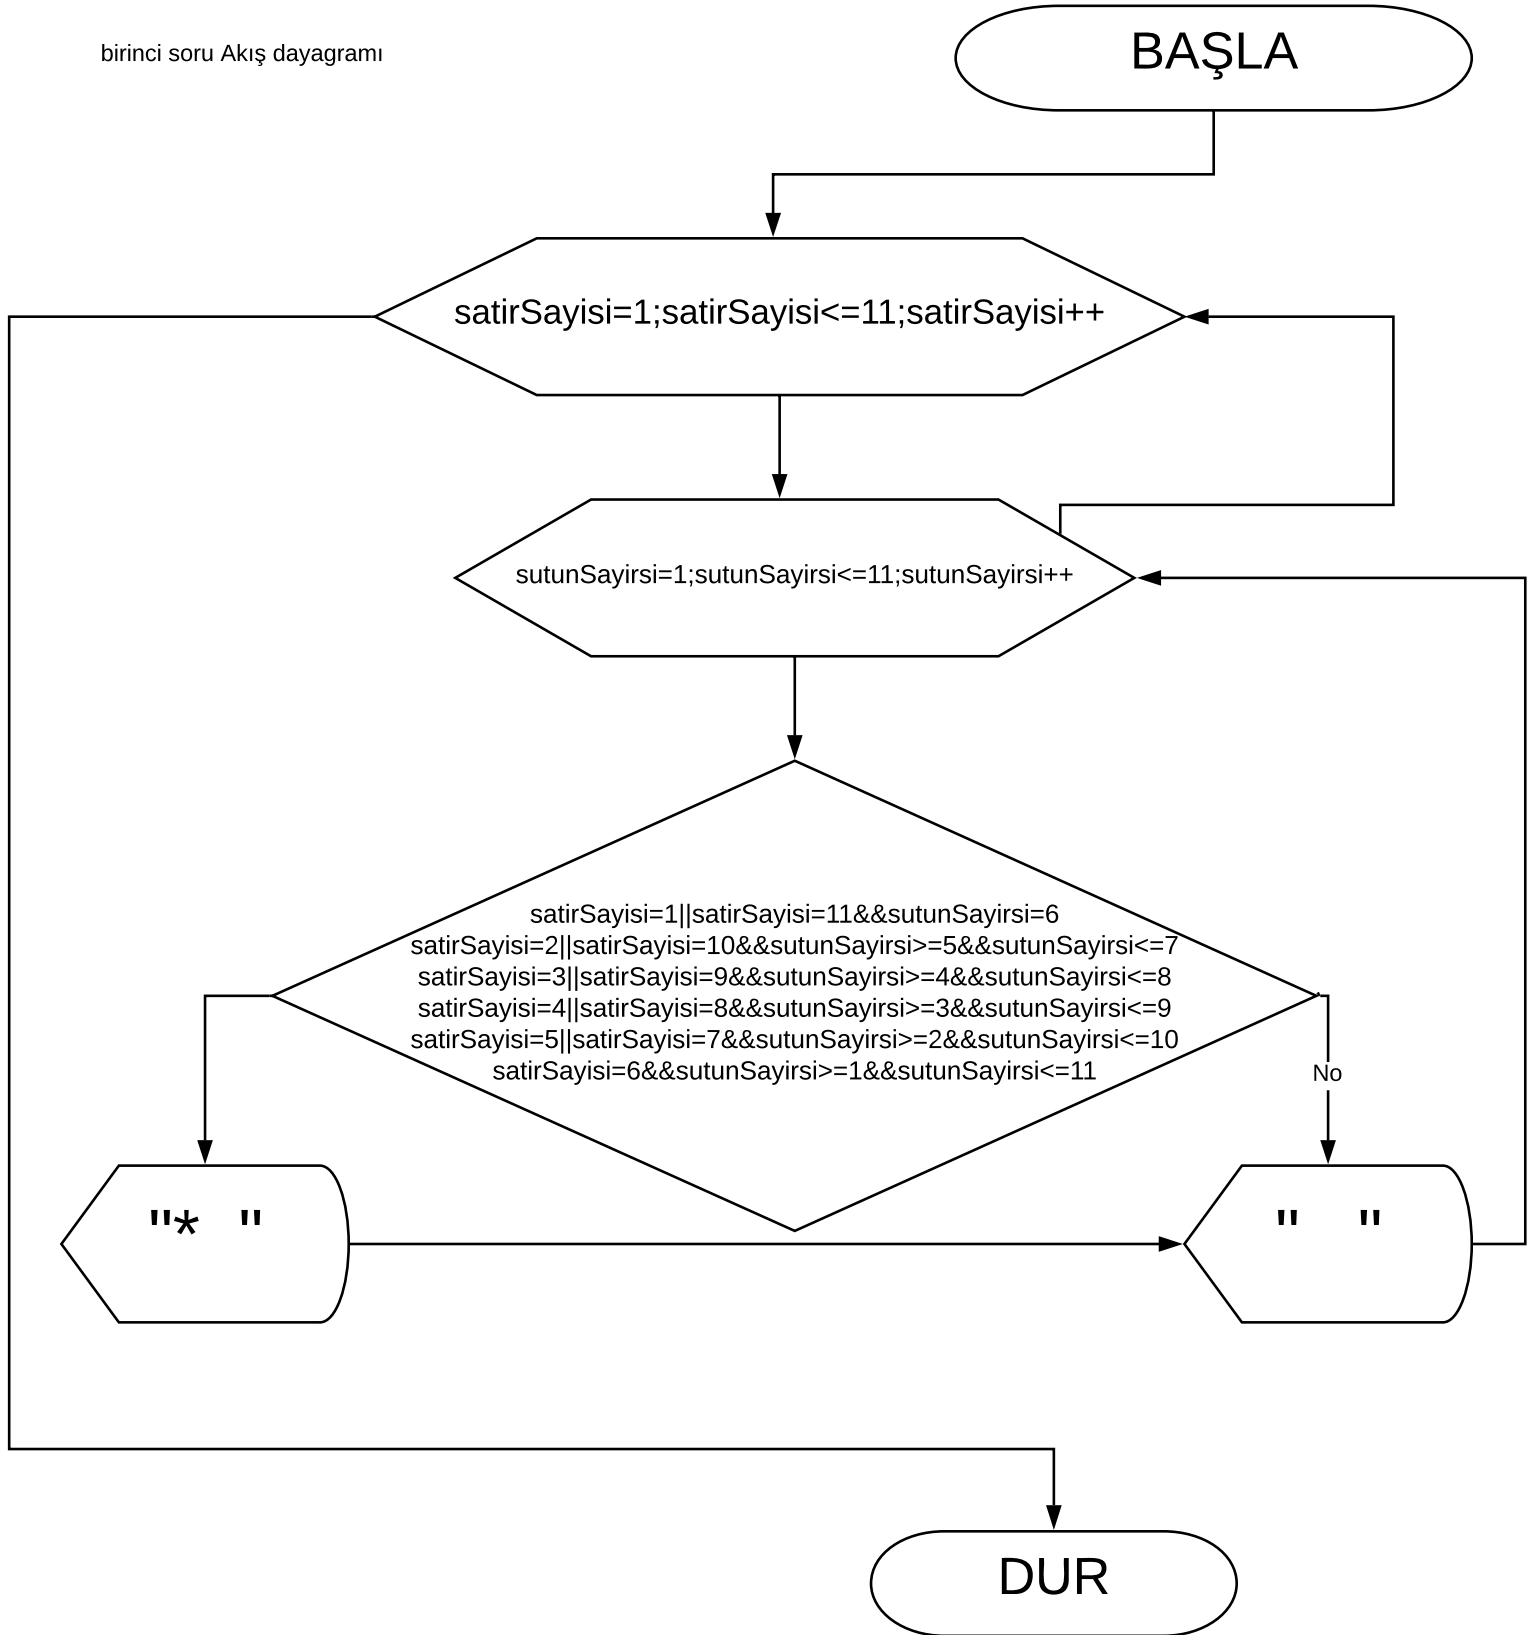 birinci soru Akış dayagramı
BAŞLA
satirSayisi=1;satirSayisi<=11;satirSayisi++
sutunSayirsi=1;sutunSayirsi<=11;sutunSayirsi++
satirSayisi=1||satirSayisi=11&&sutunSayirsi=6
satirSayisi=2||satirSayisi=10&&sutunSayirsi>=5&&sutunSayirsi<=7
satirSayisi=3||satirSayisi=9&&sutunSayirsi>=4&&sutunSayirsi<=8
satirSayisi=4||satirSayisi=8&&sutunSayirsi>=3&&sutunSayirsi<=9
satirSayisi=5||satirSayisi=7&&sutunSayirsi>=2&&sutunSayirsi<=10
satirSayisi=6&&sutunSayirsi>=1&&sutunSayirsi<=11
No
"*  "
"   "
DUR